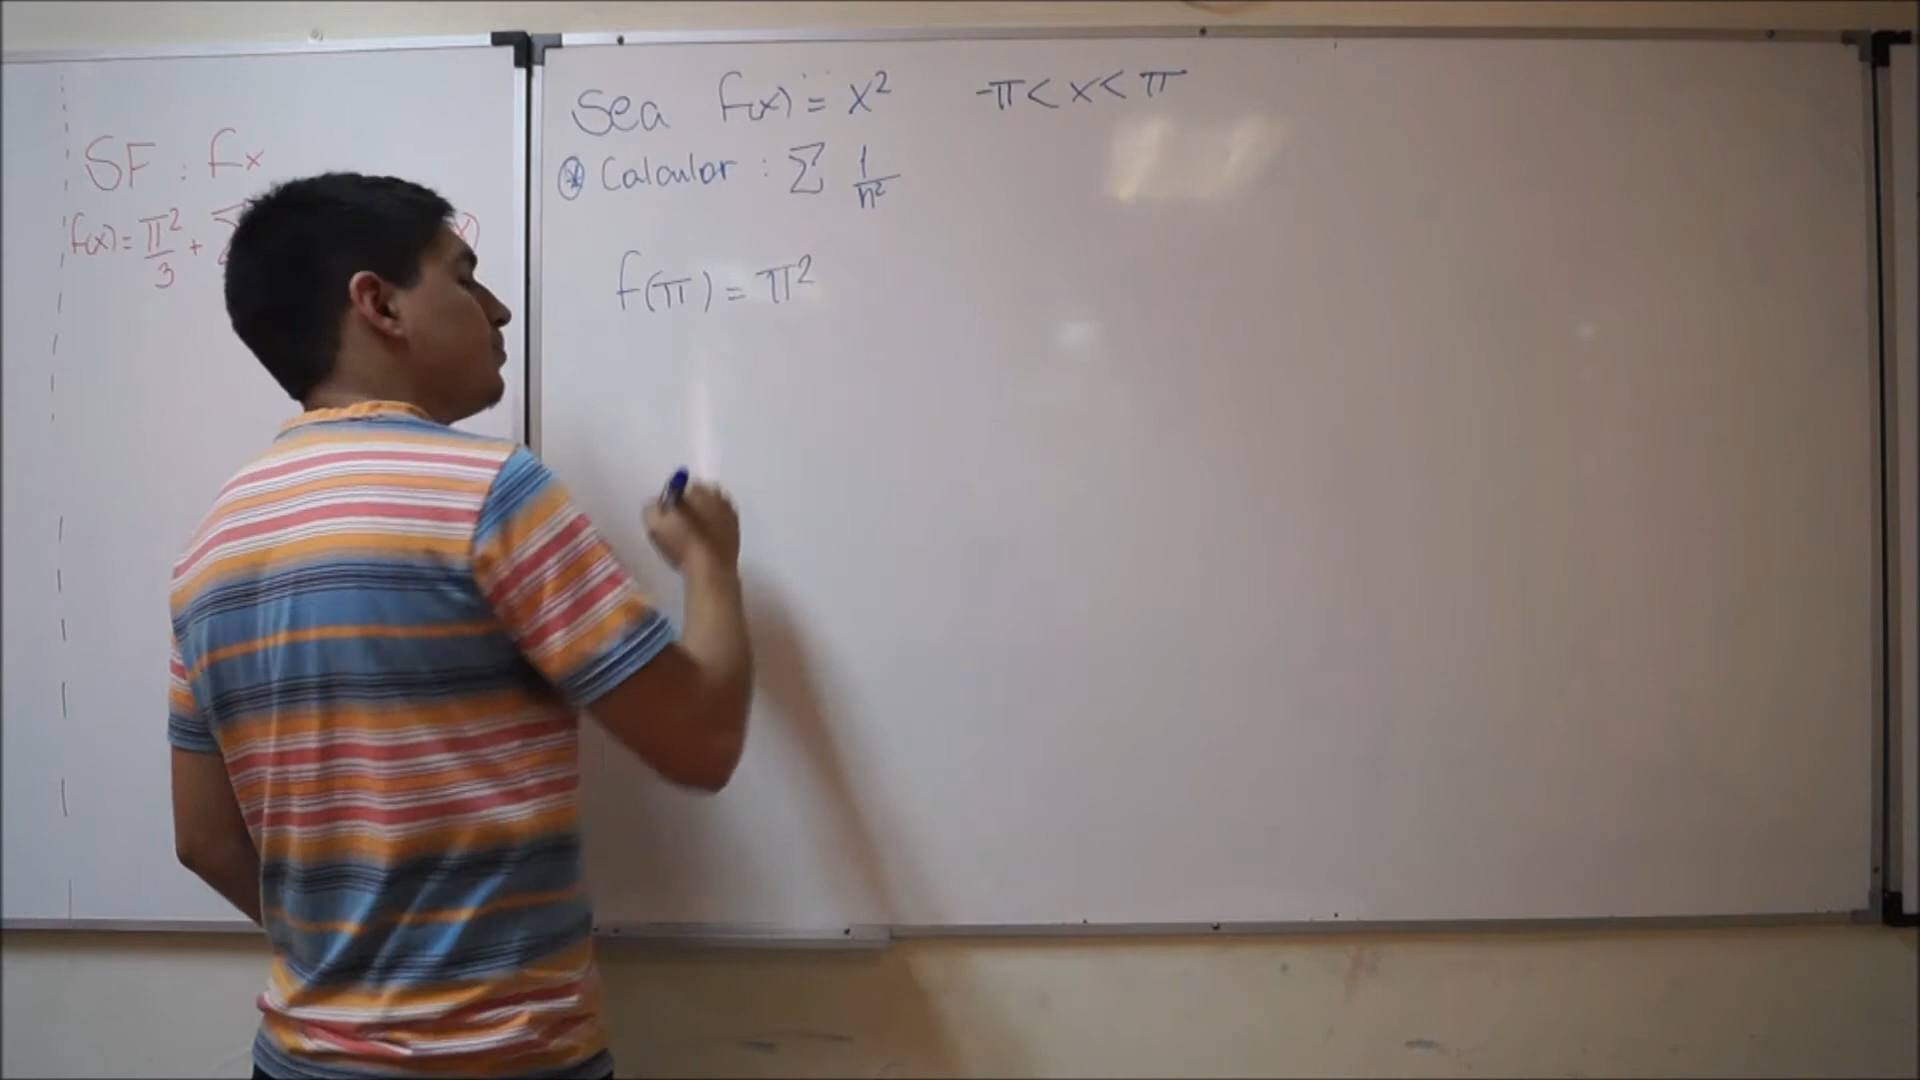 SF : fx
f(x) = π²/3 + Σ x)
Sea f(x) = x² -π < x < π
Calcular : Σ 1/n²
f(π) = π²